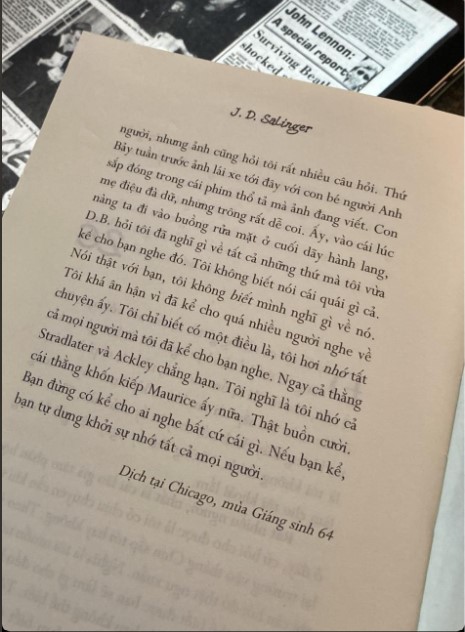 John Lennon:
A special report
Surviving Beatl
shocked
J. D. Salinger
người, nhưng ảnh cũng hỏi tôi rất nhiều câu hỏi. Thứ
Bảy tuần trước ảnh lái xe tới đây với con bé người Anh
sắp đóng trong cái phim thổ tả mà ảnh đang viết. Con
mẹ điệu đà dữ, nhưng trông rất dễ coi. Ấy, vào cái lúc
nàng ta đi vào buồng rửa mặt ở cuối dãy hành lang,
D.B. hỏi tôi đã nghĩ gì về tất cả những thứ mà tôi vừa
kể cho bạn nghe đó. Tôi không biết nói cái quái gì cả.
Nói thật với bạn, tôi không biết mình nghĩ gì về nó.
Tôi khá ân hận vì đã kể cho quá nhiều người nghe về
chuyện ấy. Tôi chỉ biết có một điều là, tôi hơi nhớ tất
cả mọi người mà tôi đã kể cho bạn nghe. Ngay cả thằng
Stradlater và Ackley chẳng hạn. Tôi nghĩ là tôi nhớ cả
cái thằng khốn kiếp Maurice ấy nữa. Thật buồn cười.
Bạn đừng có kể cho ai nghe bất cứ cái gì. Nếu bạn kể,
bạn tự dưng khởi sự nhớ tất cả mọi người.
Dịch tại Chicago, mùa Giáng sinh 64